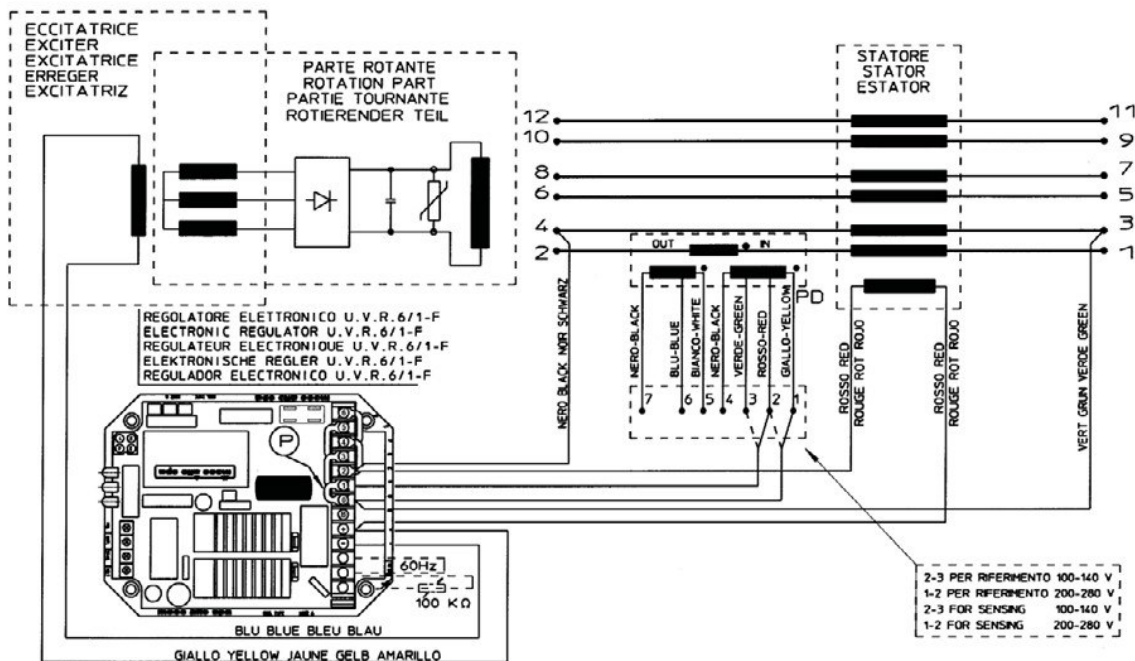 ECCITATRICE
EXCITER
EXCITATRICE
ERREGER
EXCITATRIZ
PARTE ROTANTE
ROTATION PART
PARTIE TOURNANTE
ROTIERENDER TEIL
STATORE
STATOR
ESTATOR
12
10
8
6
4
2
11
9
7
5
3
1
OUT
IN
PD
NERO-BLACK
BLU-BLUE
BIANCO-WHITE
NERO-BLACK
VERDE-GREEN
ROSSO-RED
GIALLO-YELLOW
7
6
5
4
3
2
1
NERO BLACK NOIR SCHWARZ
ROSSO RED
ROUGE ROT ROJO
ROSSO RED
ROUGE ROT ROJO
VERT GRUN VERDE GREEN
REGOLATORE ELETTRONICO U.V.R.6/1-F
ELECTRONIC REGULATOR U.V.R.6/1-F
REGULATEUR ELECTRONIQUE U.V.R.6/1-F
ELEKTRONISCHE REGLER U.V.R.6/1-F
REGULADOR ELECTRONICO U.V.R.6/1-F
P
60Hz
100 KΩ
BLU BLUE BLEU BLAU
GIALLO YELLOW JAUNE GELB AMARILLO
2-3 PER RIFERIMENTO 100-140 V
1-2 PER RIFERIMENTO 200-280 V
2-3 FOR SENSING 100-140 V
1-2 FOR SENSING 200-280 V